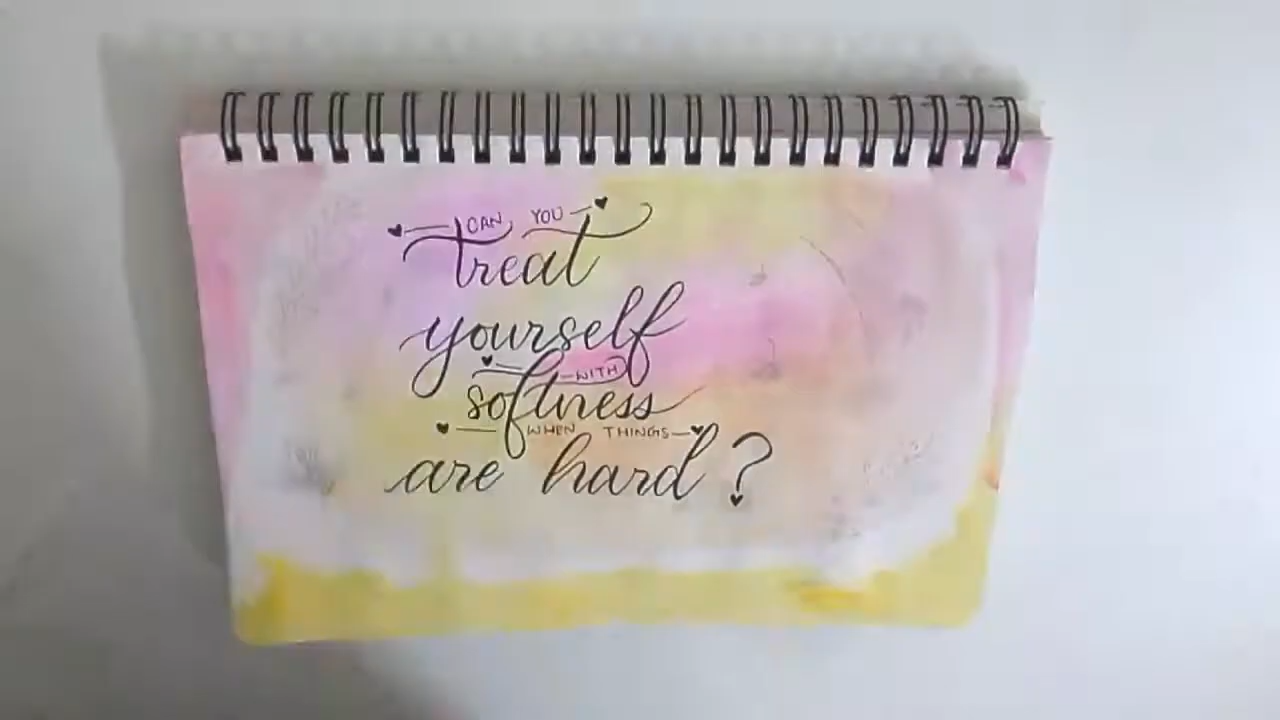 CAN YOU
treat
yourself
WITH
softness
WHEN THINGS
are hard?